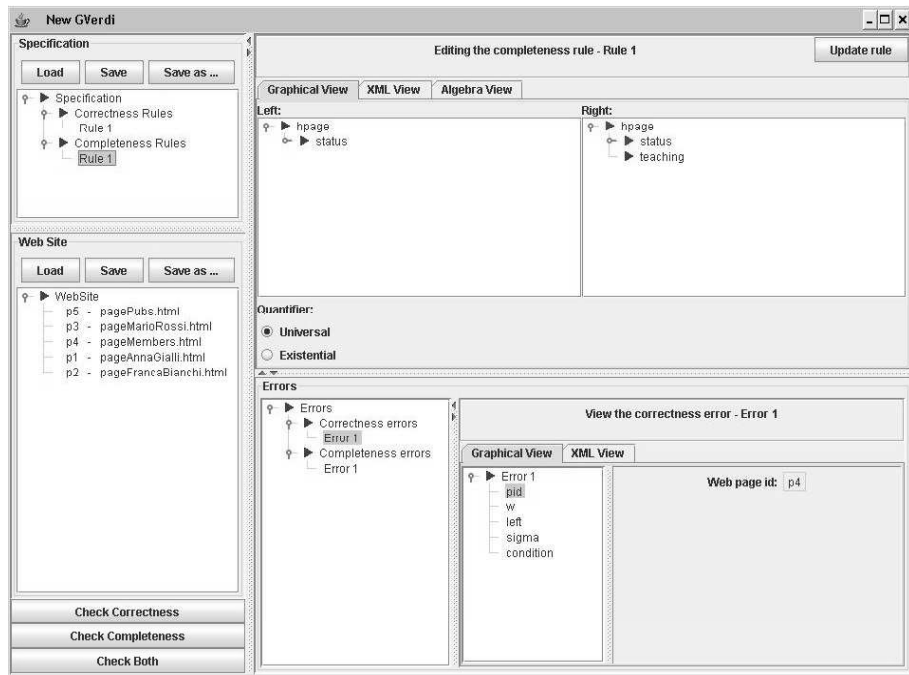 New GVerdi
Specification
Load Save Save as ...
Specification
Correctness Rules
Rule 1
Completeness Rules
Rule 1
Web Site
Load Save Save as ...
WebSite
p5 - pagePubs.html
p3 - pageMarioRossi.html
p4 - pageMembers.html
p1 - pageAnnaGialli.html
p2 - pageFrancaBianchi.html
Check Correctness
Check Completeness
Check Both
Editing the completeness rule - Rule 1
Update rule
Graphical View XML View Algebra View
Left:
hpage
status
Right:
hpage
status
teaching
Quantifier:
Universal
Existential
Errors
Errors
Correctness errors
Error 1
Completeness errors
Error 1
View the correctness error - Error 1
Graphical View XML View
Error 1
pid
w
left
sigma
condition
Web page id: p4